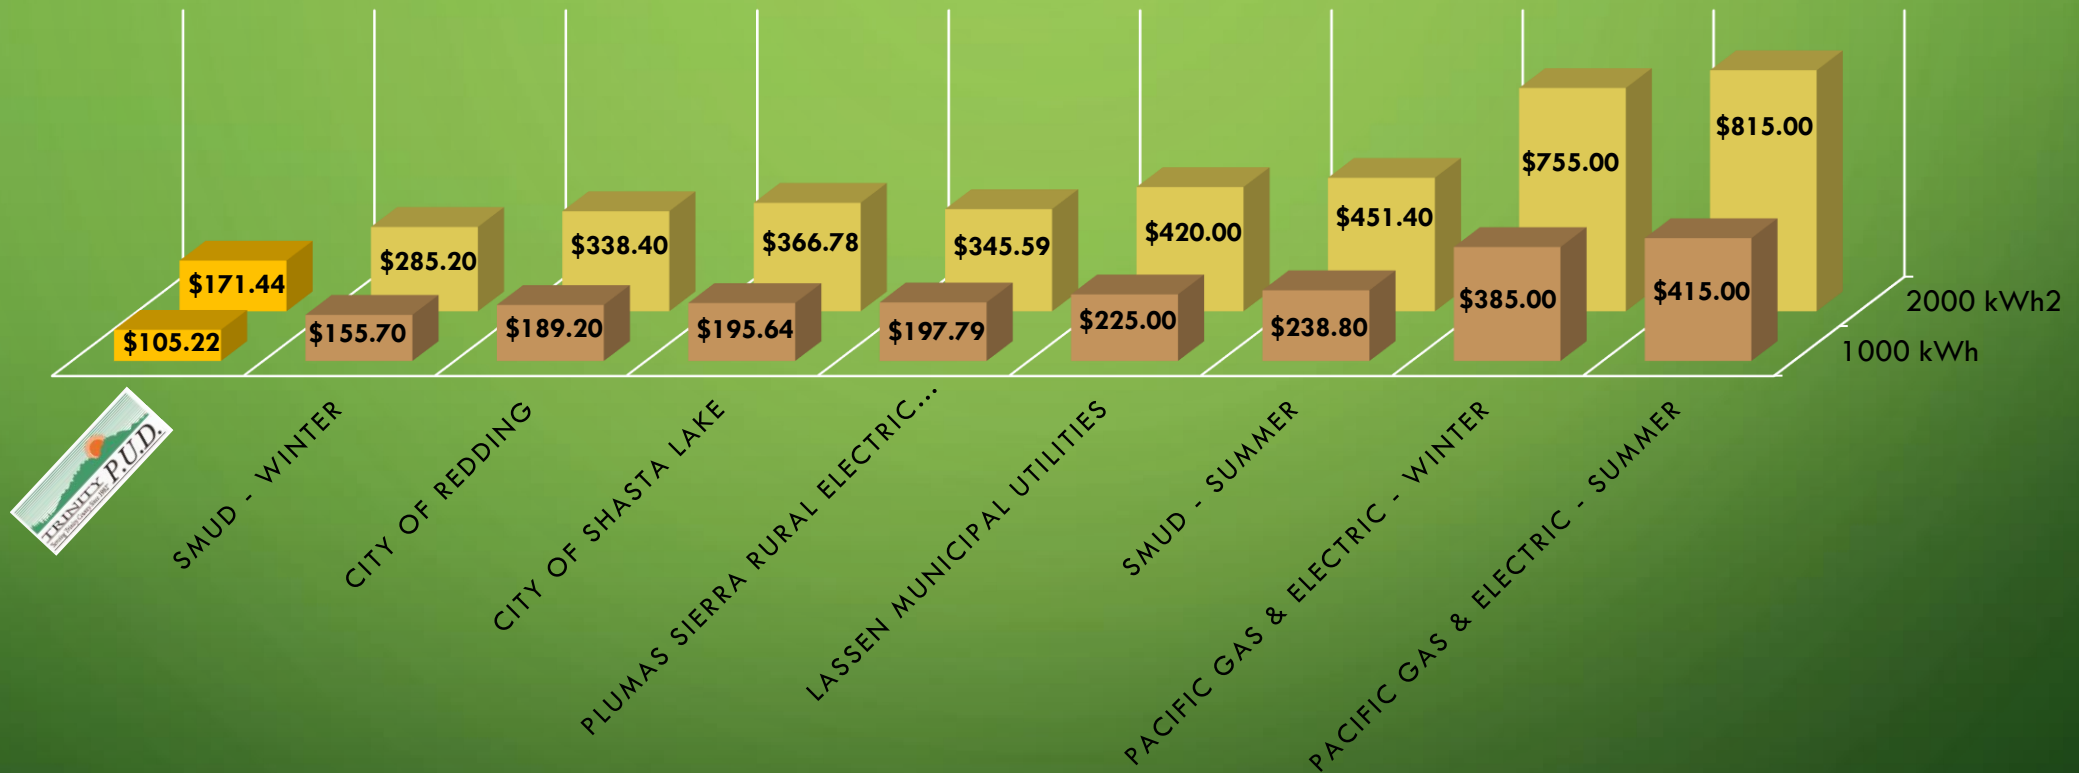 $815.00
$755.00
$451.40
$420.00
$345.59
$366.78
$338.40
$285.20
$171.44
$105.22
$155.70
$189.20
$195.64
$197.79
$225.00
$238.80
$385.00
$415.00
2000 kWh2
1000 kWh
TRINITY P.U.D.
SMUD - WINTER
CITY OF REDDING
CITY OF SHASTA LAKE
PLUMAS SIERRA RURAL ELECTRIC...
LASSEN MUNICIPAL UTILITIES
SMUD - SUMMER
PACIFIC GAS & ELECTRIC - WINTER
PACIFIC GAS & ELECTRIC - SUMMER